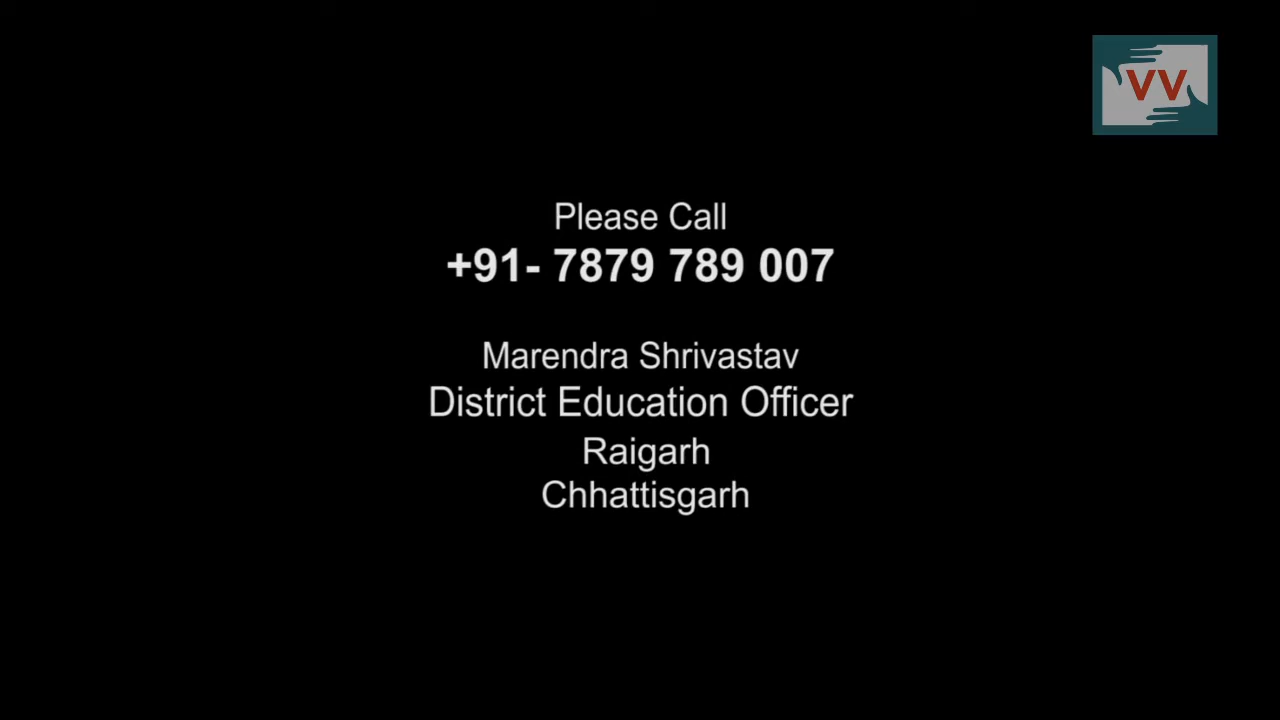 VV
Please Call
+91- 7879 789 007
Marendra Shrivastav
District Education Officer
Raigarh
Chhattisgarh